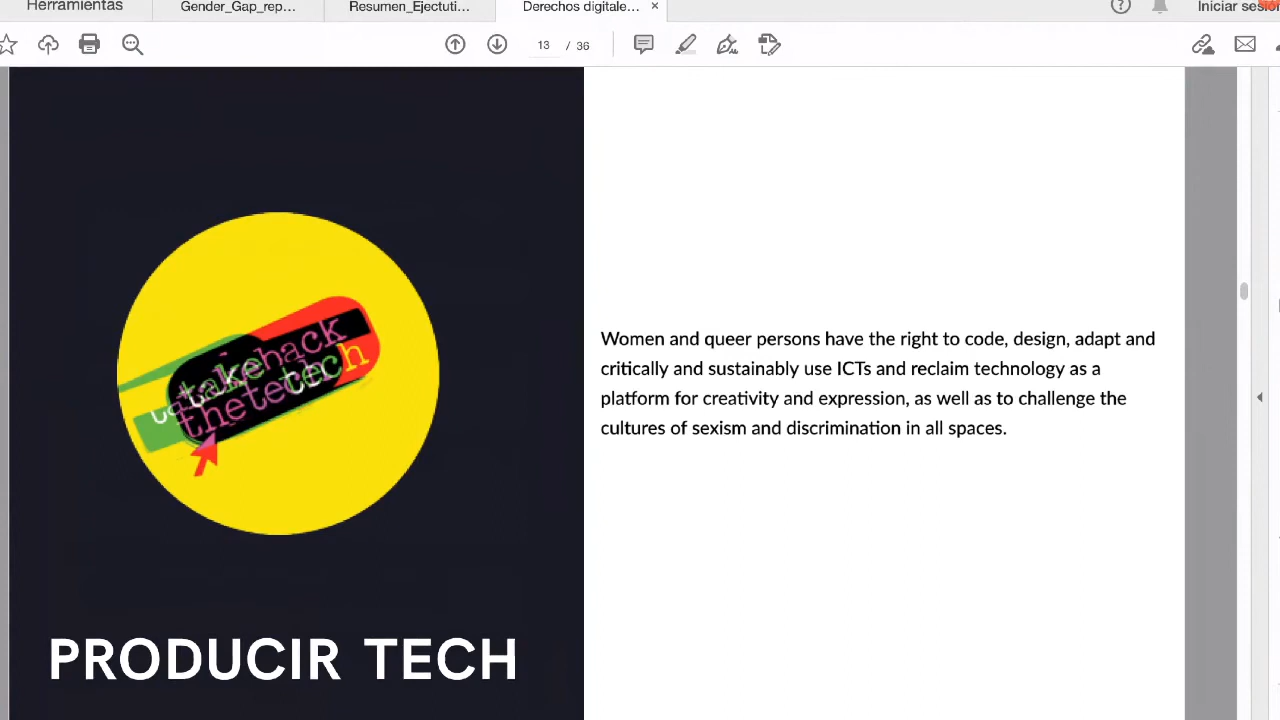 Herramientas
Gender_Gap_rep...
Resumen_Ejectuti...
Derechos digitale...
Iniciar sesión
13 / 36
Women and queer persons have the right to code, design, adapt and
critically and sustainably use ICTs and reclaim technology as a
platform for creativity and expression, as well as to challenge the
cultures of sexism and discrimination in all spaces.
takeback
thetech
PRODUCIR TECH